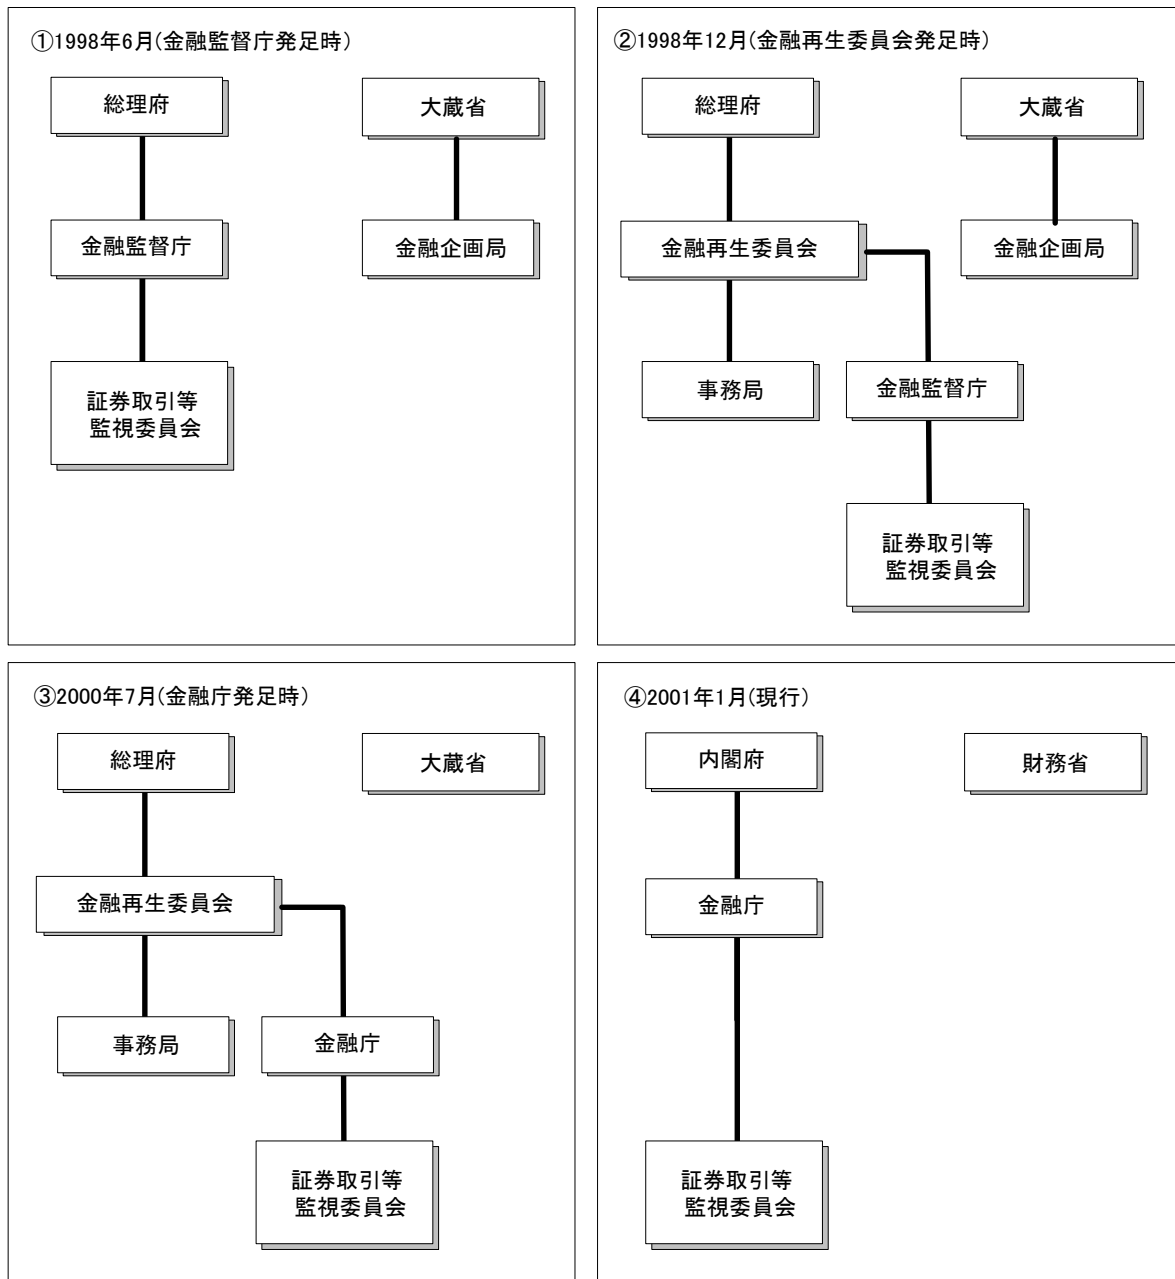 ①1998年6月(金融監督庁発足時)
総理府
大蔵省
金融監督庁
金融企画局
証券取引等
監視委員会
②1998年12月(金融再生委員会発足時)
総理府
大蔵省
金融再生委員会
金融企画局
事務局
金融監督庁
証券取引等
監視委員会
③2000年7月(金融庁発足時)
総理府
大蔵省
金融再生委員会
事務局
金融庁
証券取引等
監視委員会
④2001年1月(現行)
内閣府
財務省
金融庁
証券取引等
監視委員会